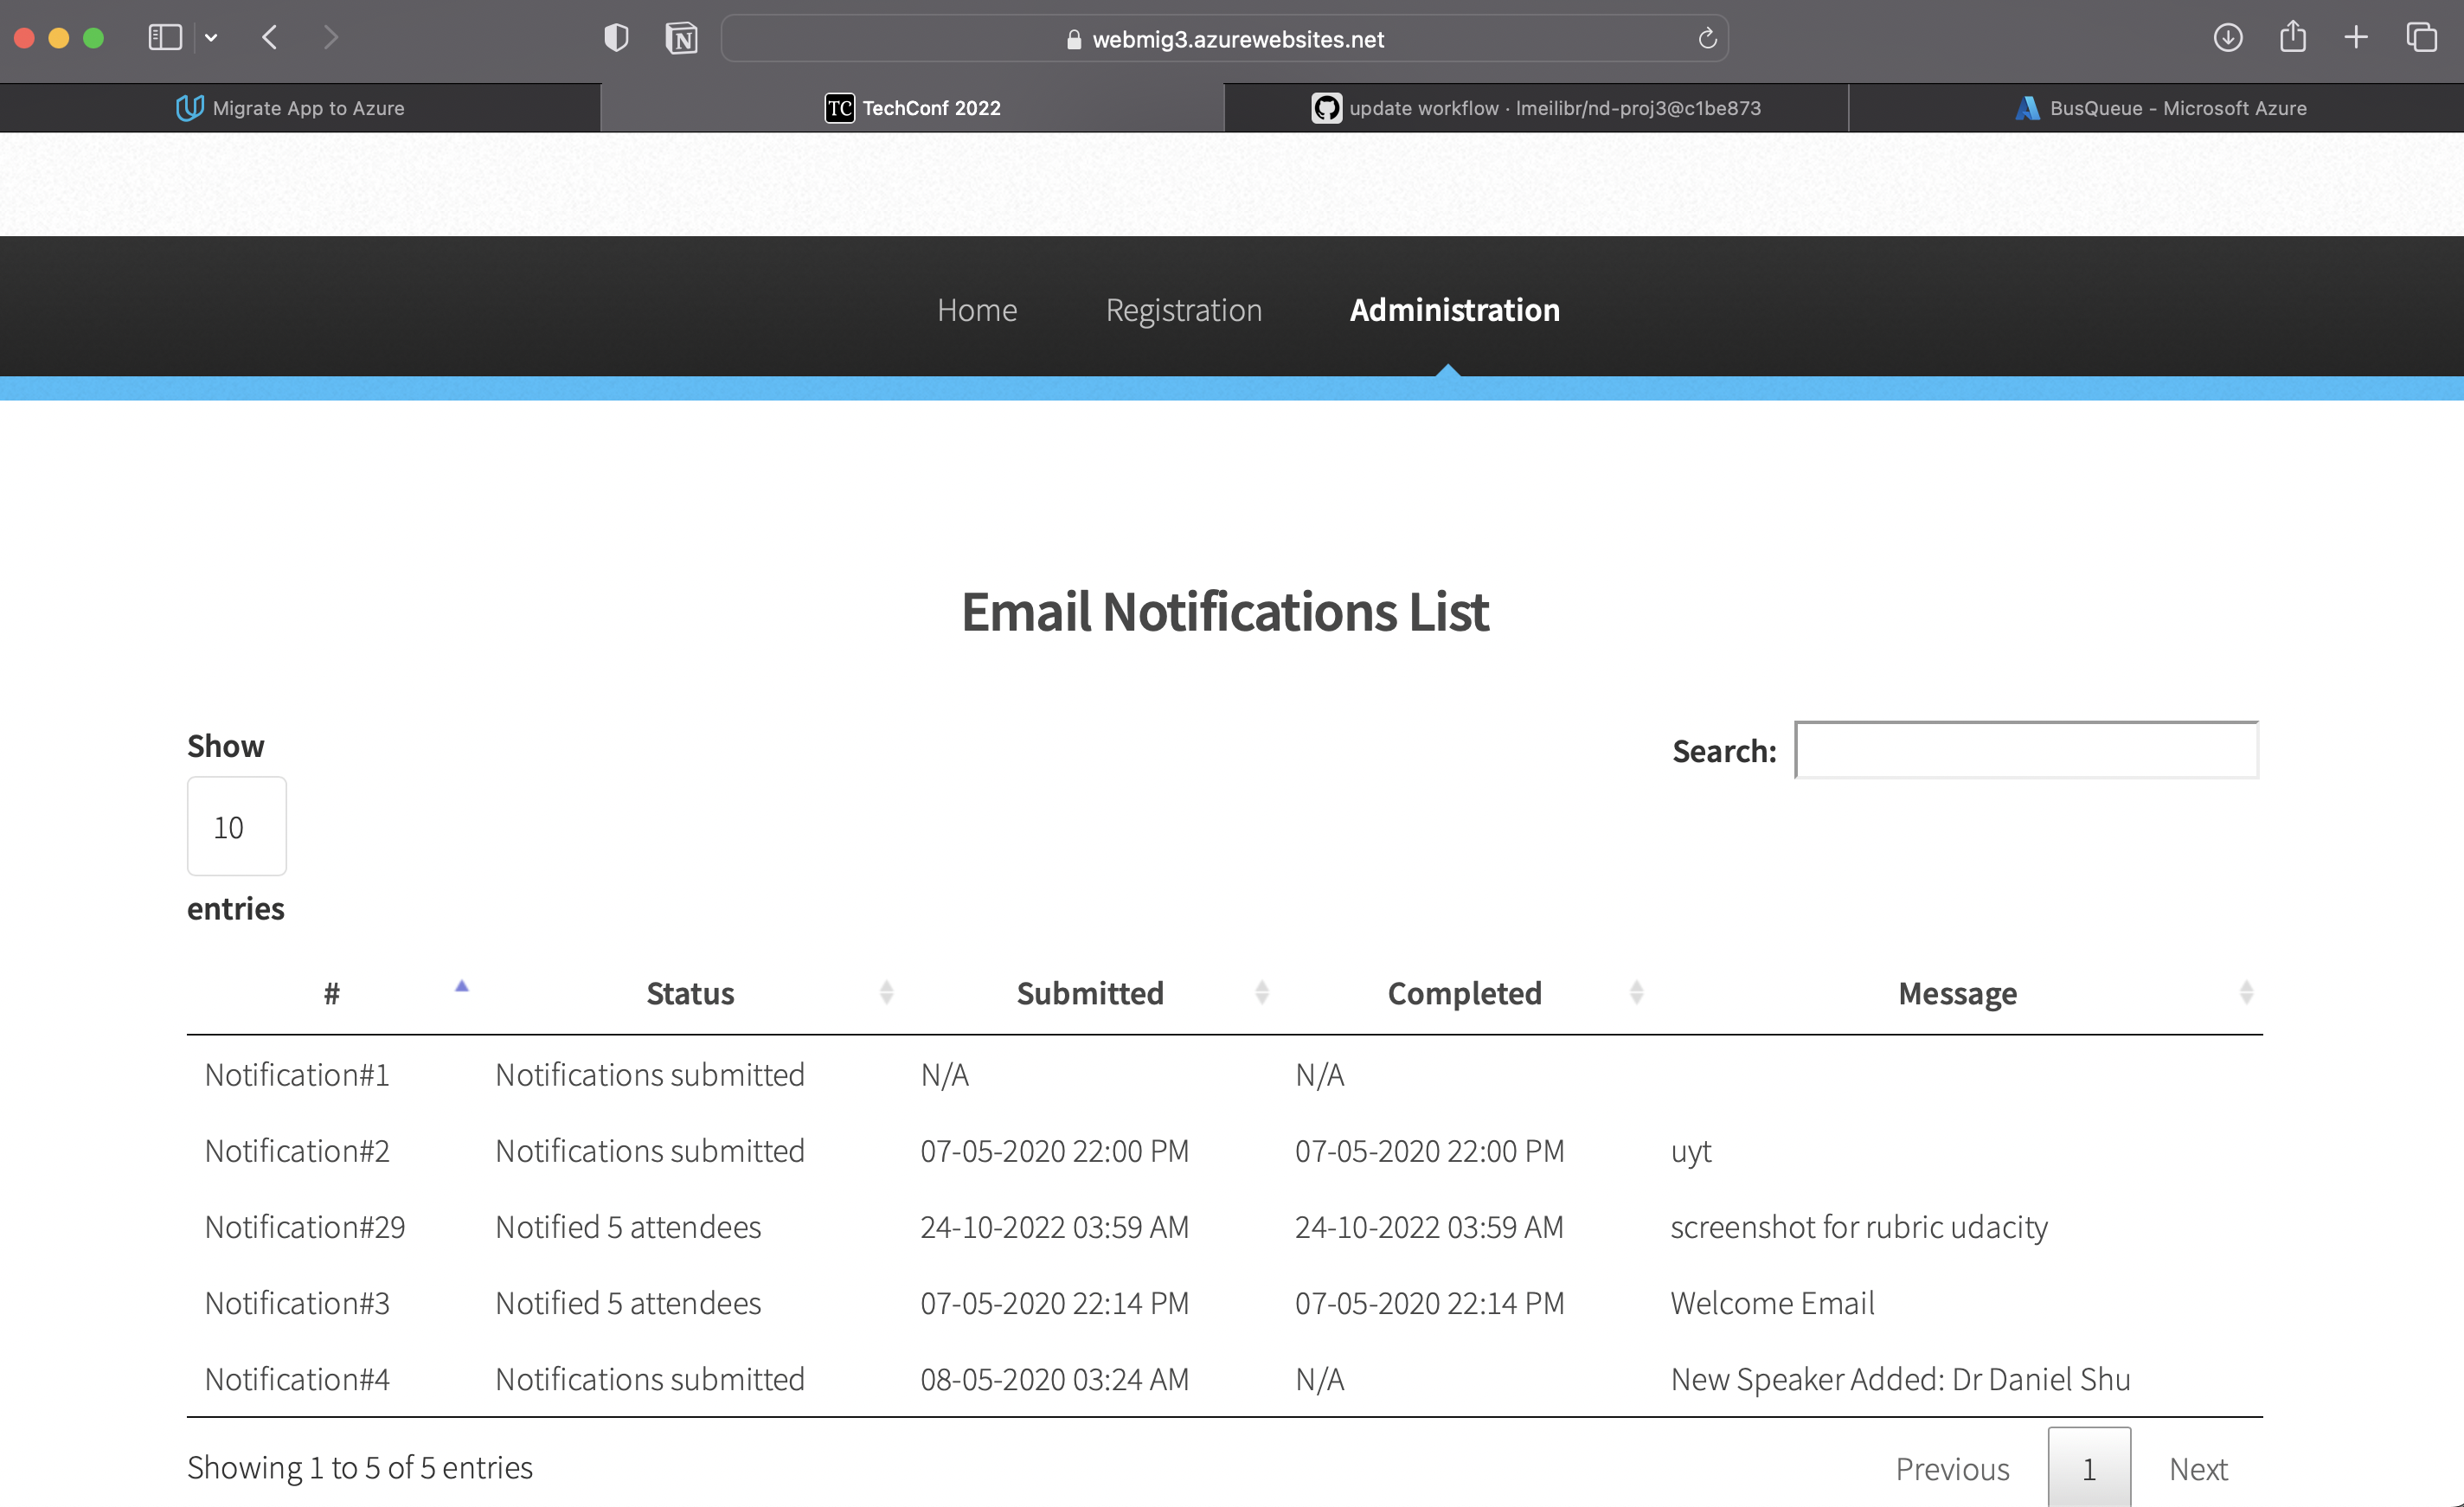 webmig3.azurewebsites.net
Migrate App to Azure
TC TechConf 2022
update workflow · lmeilibr/nd-proj3@c1be873
BusQueue - Microsoft Azure
Home Registration Administration
Email Notifications List
Show
Search:
10
entries
# Status Submitted Completed Message
Notification#1 Notifications submitted N/A N/A
Notification#2 Notifications submitted 07-05-2020 22:00 PM 07-05-2020 22:00 PM uyt
Notification#29 Notified 5 attendees 24-10-2022 03:59 AM 24-10-2022 03:59 AM screenshot for rubric udacity
Notification#3 Notified 5 attendees 07-05-2020 22:14 PM 07-05-2020 22:14 PM Welcome Email
Notification#4 Notifications submitted 08-05-2020 03:24 AM N/A New Speaker Added: Dr Daniel Shu
Showing 1 to 5 of 5 entries
Previous 1 Next